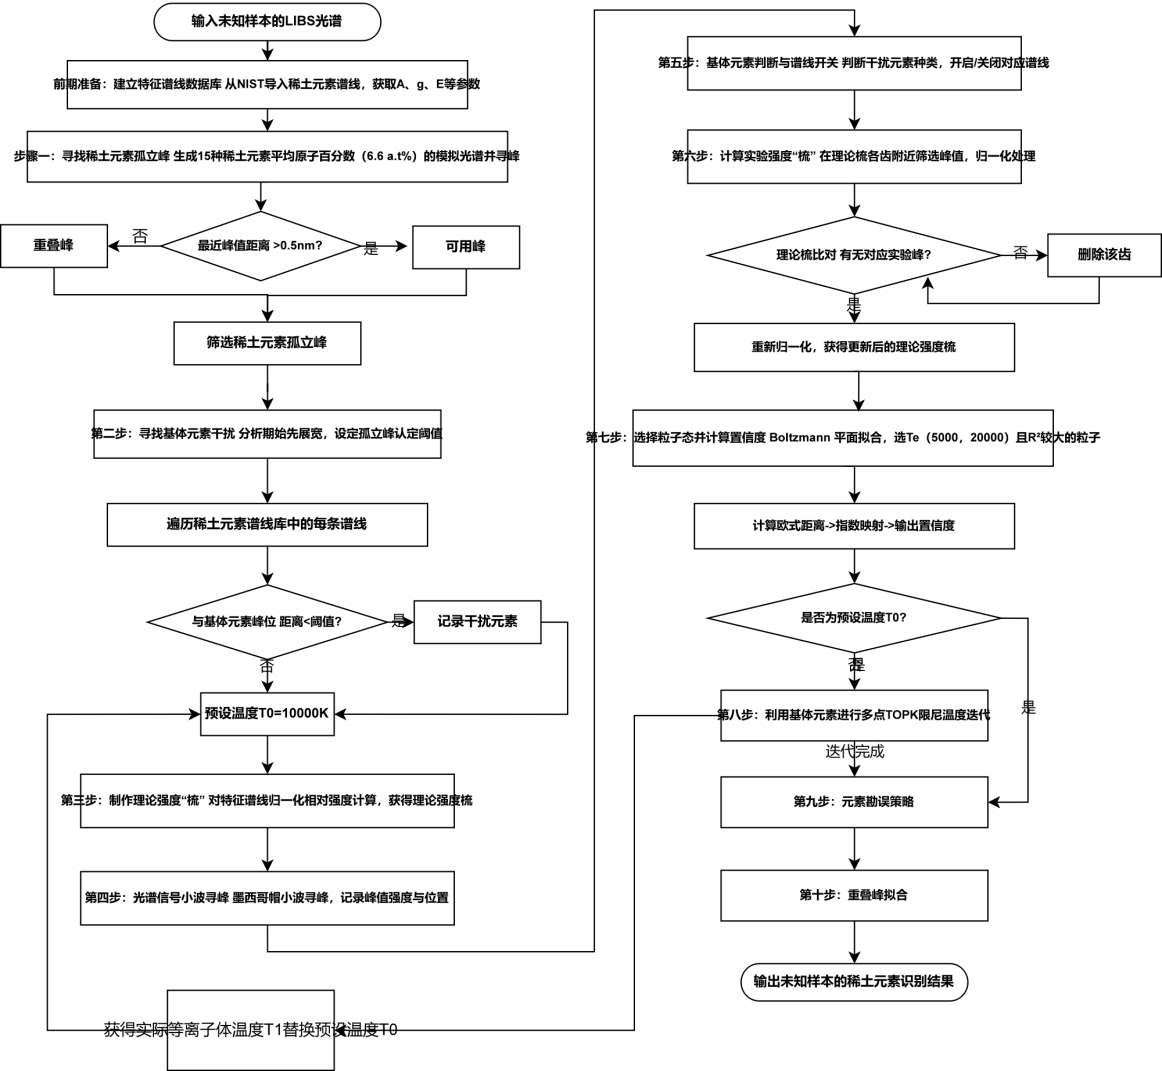 输入未知样本的LIBS光谱
前期准备：建立特征谱线数据库 从NIST导入稀土元素谱线，获取A、g、E等参数
步骤一：寻找稀土元素孤立峰 生成15种稀土元素平均原子百分数（6.6 a.t%）的模拟光谱并寻峰
最近峰值距离 >0.5nm?
否
是
重叠峰
可用峰
筛选稀土元素孤立峰
第二步：寻找基体元素干扰 分析期始先展宽，设定孤立峰认定阈值
遍历稀土元素谱线库中的每条谱线
与基体元素峰位 距离<阈值?
是
记录干扰元素
否
预设温度T0=10000K
第三步：制作理论强度“梳” 对特征谱线归一化相对强度计算，获得理论强度梳
第四步：光谱信号小波寻峰 墨西哥帽小波寻峰，记录峰值强度与位置
获得实际等离子体温度T1替换预设温度T0
第五步：基体元素判断与谱线开关 判断干扰元素种类，开启/关闭对应谱线
第六步：计算实验强度“梳” 在理论梳各齿附近筛选峰值，归一化处理
理论梳比对 有无对应实验峰?
否
删除该齿
是
重新归一化，获得更新后的理论强度梳
第七步：选择粒子态并计算置信度 Boltzmann 平面拟合，选Te（5000，20000）且R²较大的粒子
计算欧式距离->指数映射->输出置信度
是否为预设温度T0?
否
是
是
第八步：利用基体元素进行多点TOPK限尼温度迭代
迭代完成
第九步：元素勘误策略
第十步：重叠峰拟合
输出未知样本的稀土元素识别结果